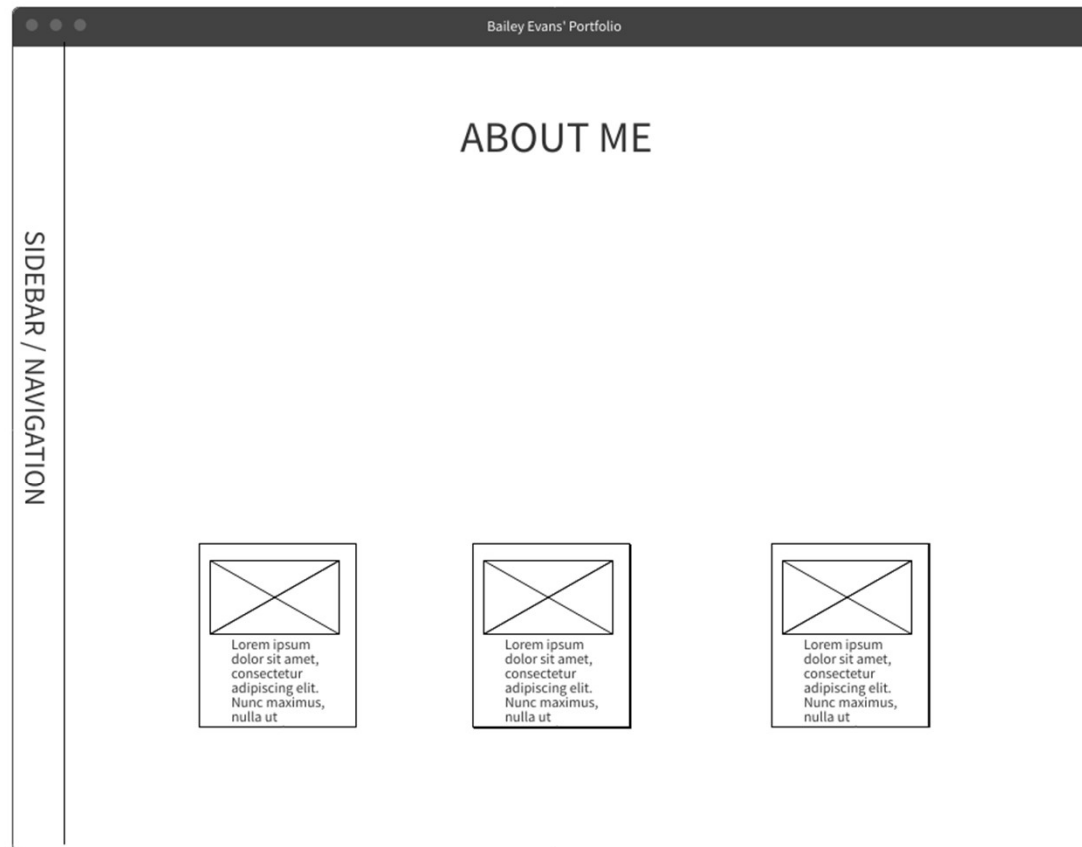 Bailey Evans' Portfolio
ABOUT ME
SIDEBAR / NAVIGATION
Lorem ipsum
dolor sit amet,
consectetur
adipiscing elit.
Nunc maximus,
nulla ut
Lorem ipsum
dolor sit amet,
consectetur
adipiscing elit.
Nunc maximus,
nulla ut
Lorem ipsum
dolor sit amet,
consectetur
adipiscing elit.
Nunc maximus,
nulla ut